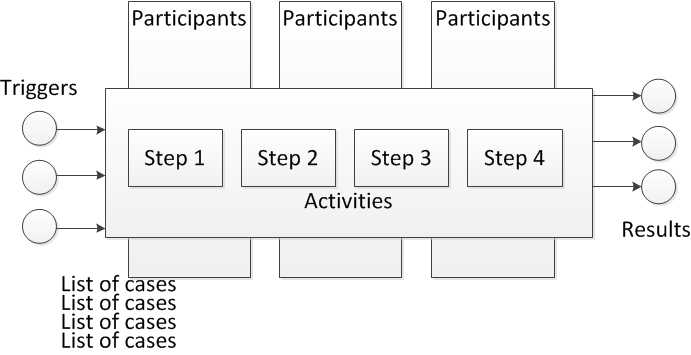 Participants
Participants
Participants
Triggers
Step 1
Step 2
Step 3
Step 4
Activities
Results
List of cases
List of cases
List of cases
List of cases